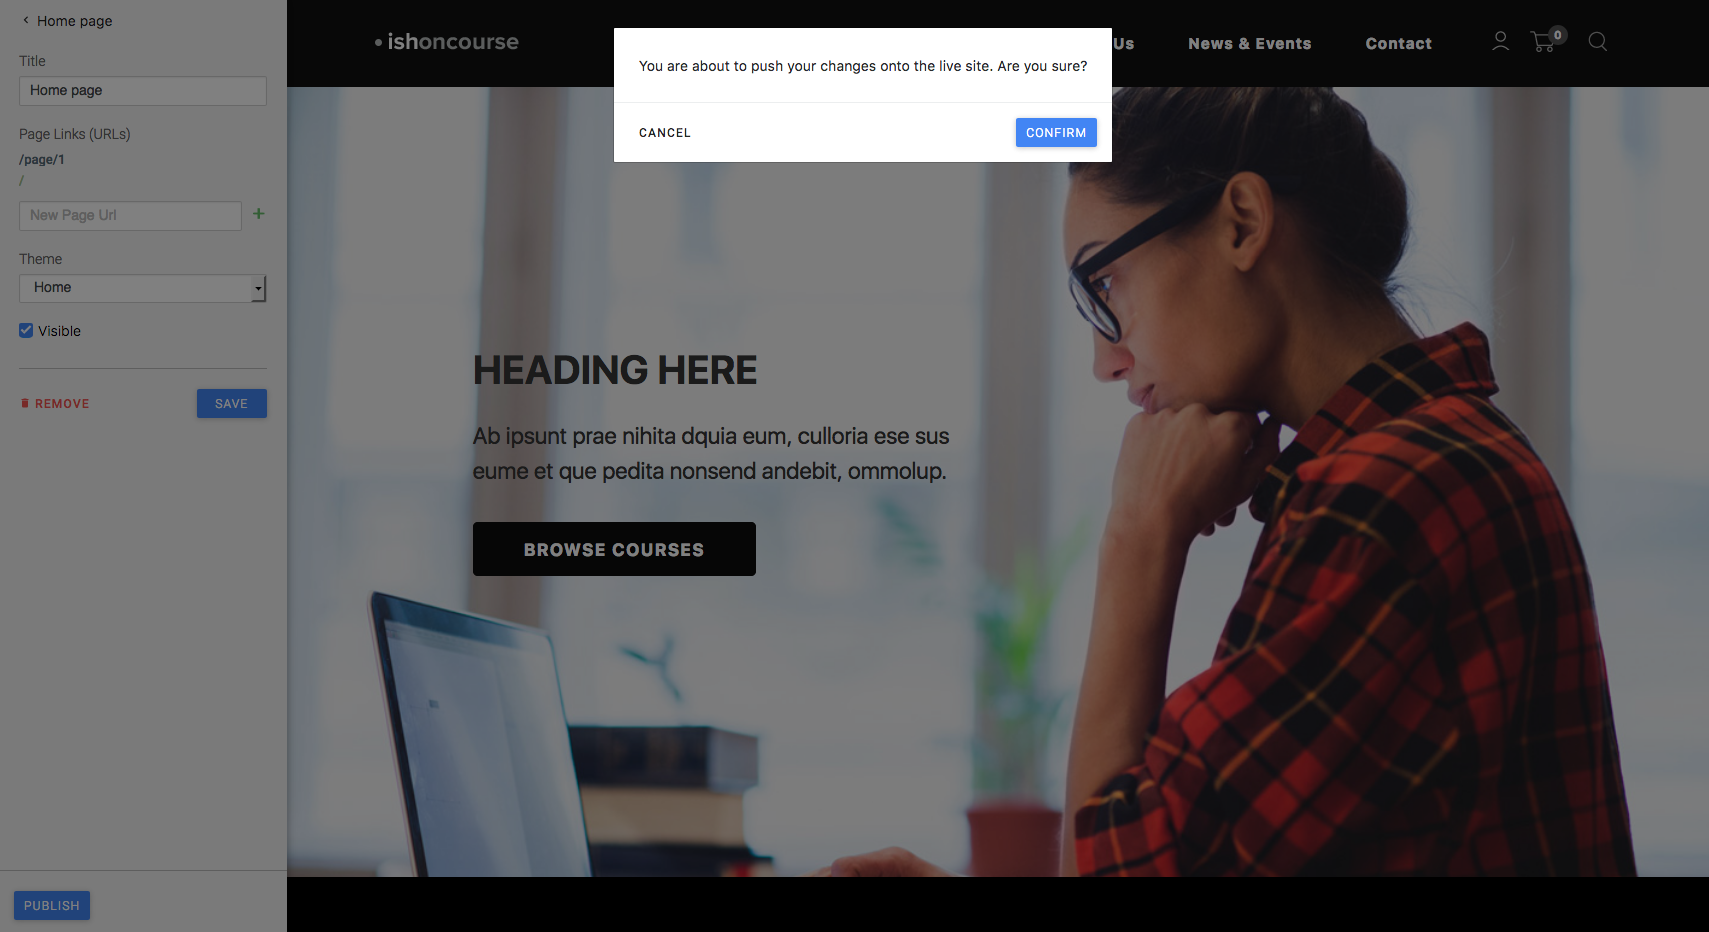 Home page
Title
Home page
Page Links (URLs)
/page/1
/
New Page Url
+
Theme
Home
Visible
REMOVE
SAVE
PUBLISH
• ishoncourse
Us
News & Events
Contact
0
You are about to push your changes onto the live site. Are you sure?
CANCEL
CONFIRM
HEADING HERE
Ab ipsunt prae nihita dquia eum, culloria ese sus
eume et que pedita nonsend andebit, ommolup.
BROWSE COURSES